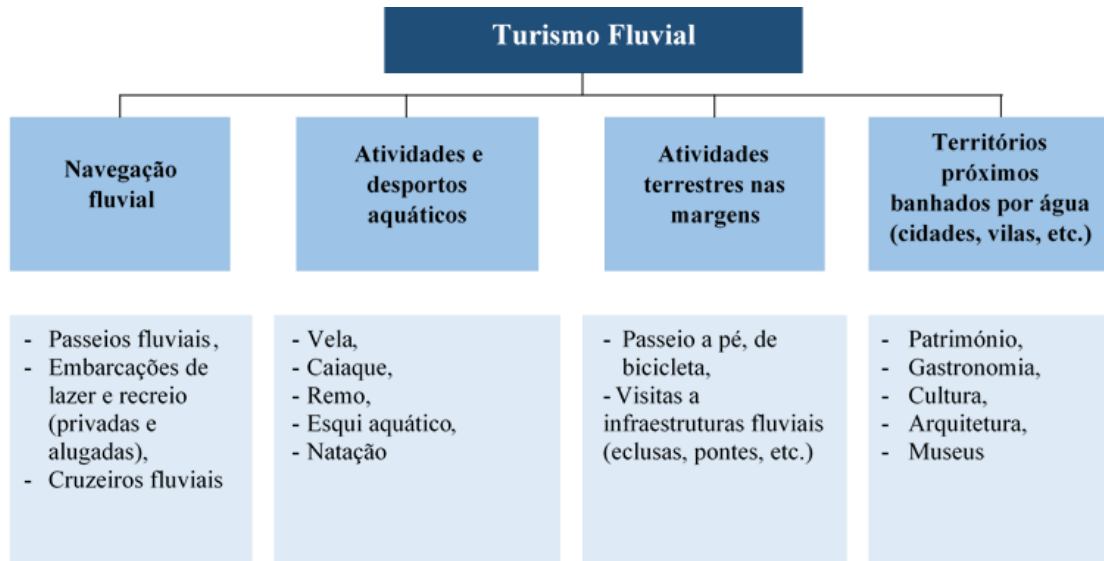 Turismo Fluvial
Navegação
fluvial
Atividades e
desportos
aquáticos
Atividades
terrestres nas
margens
Territórios
próximos
banhados por água
(cidades, vilas, etc.)
- Passeios fluviais,
- Embarcações de
lazer e recreio
(privadas e
alugadas),
- Cruzeiros fluviais
- Vela,
- Caiaque,
- Remo,
- Esqui aquático,
- Natação
- Passeio a pé, de
bicicleta,
- Visitas a
infraestruturas fluviais
(eclusas, pontes, etc.)
- Património,
- Gastronomia,
- Cultura,
- Arquitetura,
- Museus